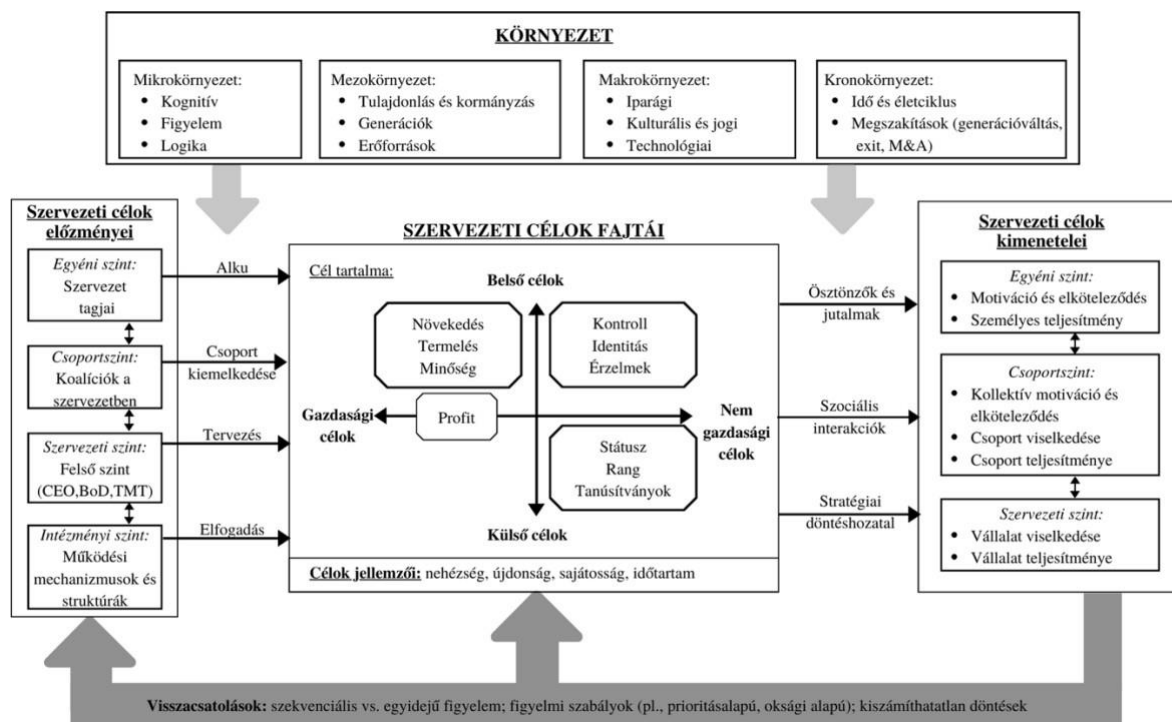 KÖRNYEZET
Mikrokörnyezet:
• Kognitív
• Figyelem
• Logika
Mezokörnyezet:
• Tulajdonlás és kormányzás
• Generációk
• Erőforrások
Makrokörnyezet:
• Iparági
• Kulturális és jogi
• Technológiai
Kronokörnyezet:
• Idő és életciklus
• Megszakítások (generációváltás,
exit, M&A)
Szervezeti célok
előzményei
Egyéni szint:
Szervezet
tagjai
Csoportszint:
Koalíciók a
szervezetben
Szervezeti szint:
Felső szint
(CEO,BoD,TMT)
Intézményi szint:
Működési
mechanizmusok és
struktúrák
Alku
Csoport
kiemelkedése
Tervezés
Elfogadás
SZERVEZETI CÉLOK FAJTÁI
Cél tartalma:
Belső célok
Növekedés
Termelés
Minőség
Kontroll
Identitás
Érzelmek
Gazdasági
célok
Profit
Nem
gazdasági
célok
Státusz
Rang
Tanúsítványok
Külső célok
Célok jellemzői: nehézség, újdonság, sajátosság, időtartam
Ösztönzők és
jutalmak
Szociális
interakciók
Stratégiai
döntéshozatal
Szervezeti célok
kimenetelei
Egyéni szint:
• Motiváció és elköteleződés
• Személyes teljesítmény
Csoportszint:
• Kollektív motiváció és
elköteleződés
• Csoport viselkedése
• Csoport teljesítménye
Szervezeti szint:
• Vállalat viselkedése
• Vállalat teljesítménye
Visszacsatolások: szekvenciális vs. egyidejű figyelem; figyelmi szabályok (pl., prioritásalapú, oksági alapú); kiszámíthatatlan döntések